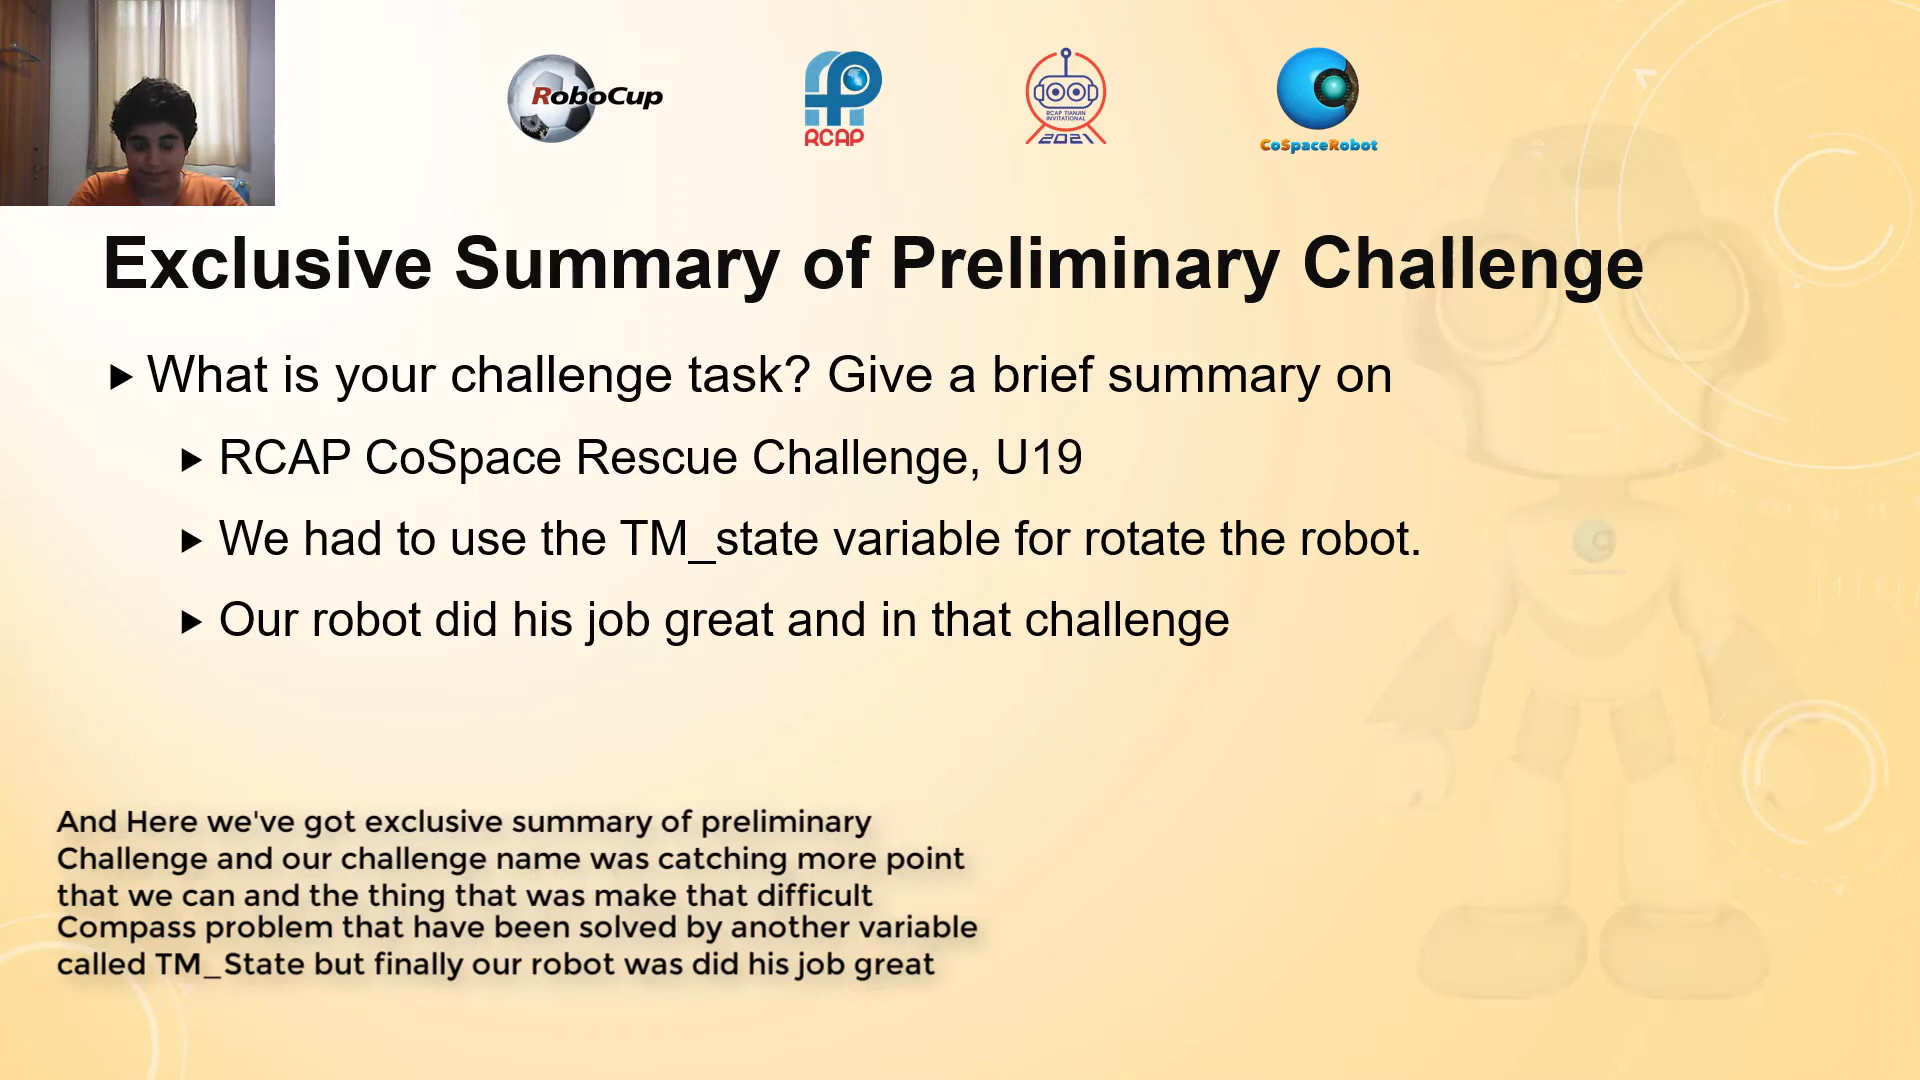 RoboCup
RCAP
RCAP TIANJIN
INVITATIONAL
2021
CoSpaceRobot
Exclusive Summary of Preliminary Challenge
What is your challenge task? Give a brief summary on
RCAP CoSpace Rescue Challenge, U19
We had to use the TM_state variable for rotate the robot.
Our robot did his job great and in that challenge
And Here we've got exclusive summary of preliminary
Challenge and our challenge name was catching more point
that we can and the thing that was make that difficult
Compass problem that have been solved by another variable
called TM_State but finally our robot was did his job great